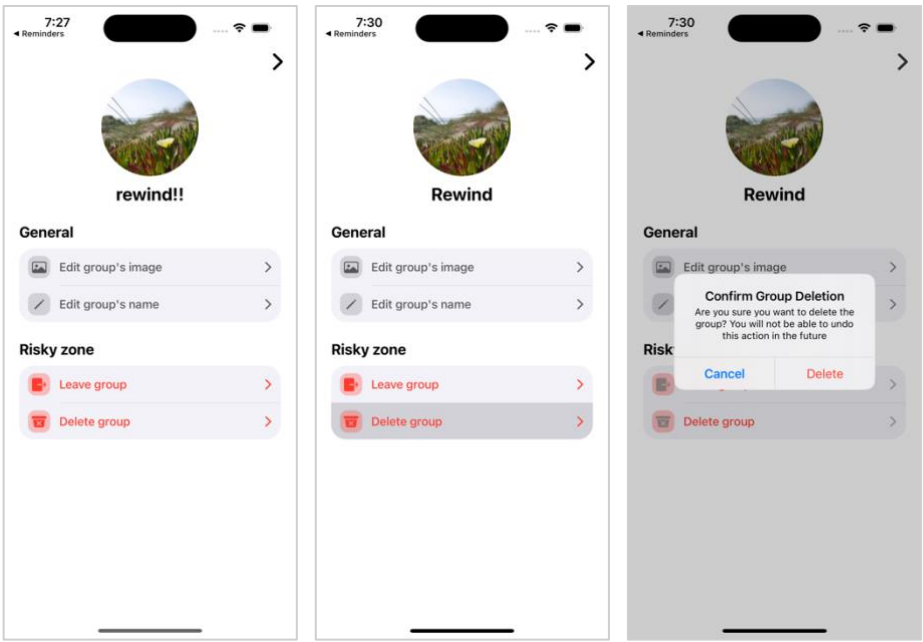 7:27
◀ Reminders
rewind!!
General
Edit group's image
Edit group's name
Risky zone
Leave group
Delete group
7:30
◀ Reminders
Rewind
General
Edit group's image
Edit group's name
Risky zone
Leave group
Delete group
7:30
◀ Reminders
Rewind
General
Edit group's image
Confirm Group Deletion
Are you sure you want to delete the
group? You will not be able to undo
this action in the future
Risk
Cancel
Delete
Delete group